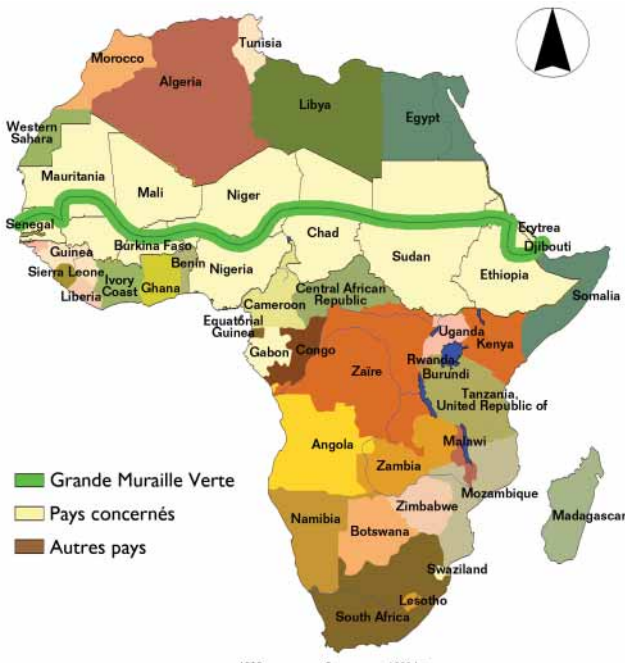 Tunisia
Morocco
Algeria
Libya
Egypt
Western
Sahara
Mauritania
Mali
Niger
Chad
Sudan
Erytrea
Djibouti
Senegal
Guinea
Burkina Faso
Benin
Nigeria
Ethiopia
Sierra Leone
Liberia
Ivory
Coast
Ghana
Central African
Republic
Cameroon
Somalia
Equatorial
Guinea
Gabon
Congo
Zaïre
Uganda
Kenya
Rwanda
Burundi
Tanzania,
United Republic of
Angola
Malawi
Zambia
Mozambique
Zimbabwe
Namibia
Botswana
Madagascar
Swaziland
Lesotho
South Africa
Grande Muraille Verte
Pays concernés
Autres pays